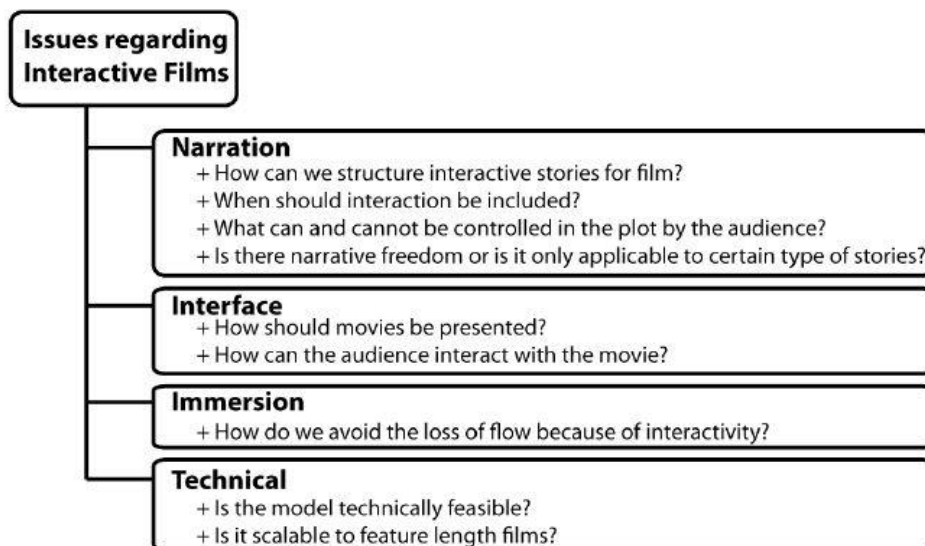 Issues regarding
Interactive Films
Narration
+ How can we structure interactive stories for film?
+ When should interaction be included?
+ What can and cannot be controlled in the plot by the audience?
+ Is there narrative freedom or is it only applicable to certain type of stories?
Interface
+ How should movies be presented?
+ How can the audience interact with the movie?
Immersion
+ How do we avoid the loss of flow because of interactivity?
Technical
+ Is the model technically feasible?
+ Is it scalable to feature length films?